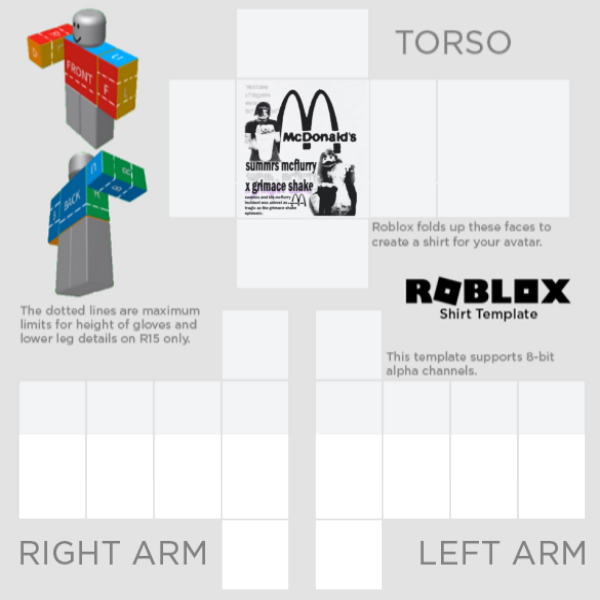 TORSO
FRONT
F
McDonald's
summrs mcflurry
x grimace shake
BACK
Roblox folds up these faces to
create a shirt for your avatar.
ROBLOX
Shirt Template
The dotted lines are maximum
limits for height of gloves and
lower leg details on R15 only.
This template supports 8-bit
alpha channels.
RIGHT ARM
LEFT ARM